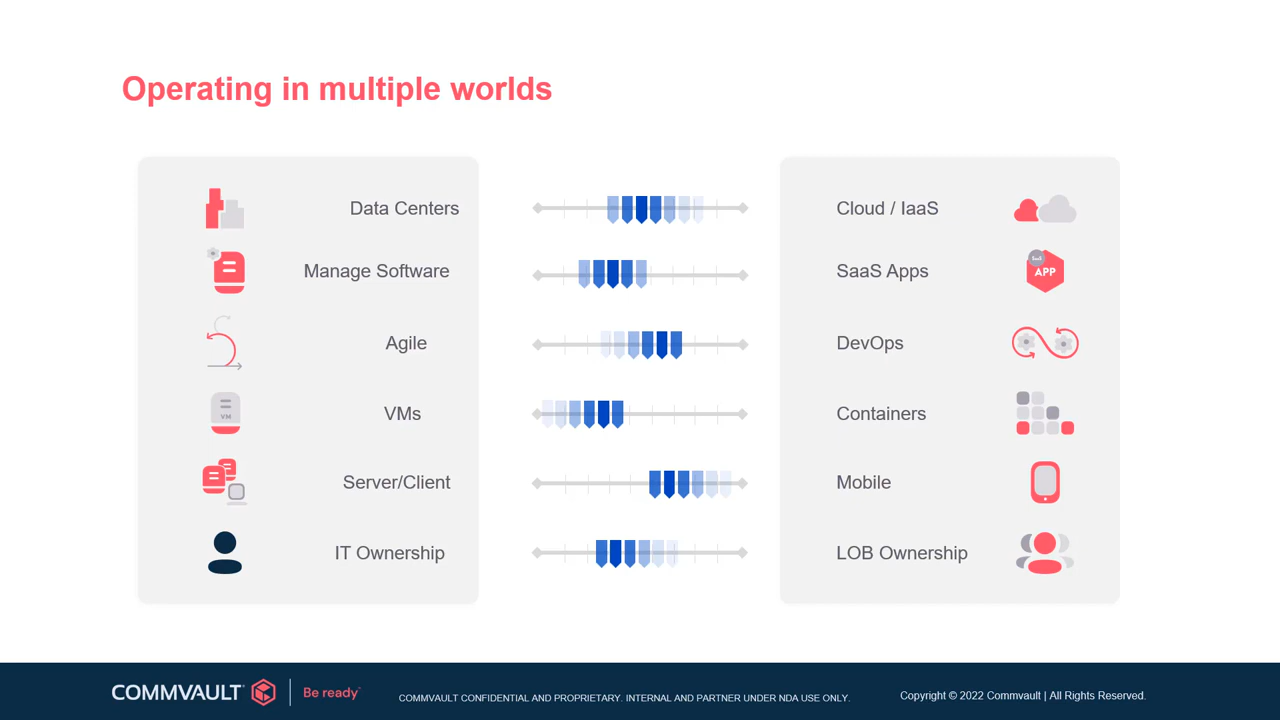 Operating in multiple worlds
Data Centers
Cloud / IaaS
Manage Software
SaaS Apps
SaaS
APP
Agile
DevOps
VMs
VM
Containers
Server/Client
Mobile
IT Ownership
LOB Ownership
COMMVAULT
Be ready
COMMVAULT CONFIDENTIAL AND PROPRIETARY. INTERNAL AND PARTNER UNDER NDA USE ONLY.
Copyright © 2022 Commvault | All Rights Reserved.